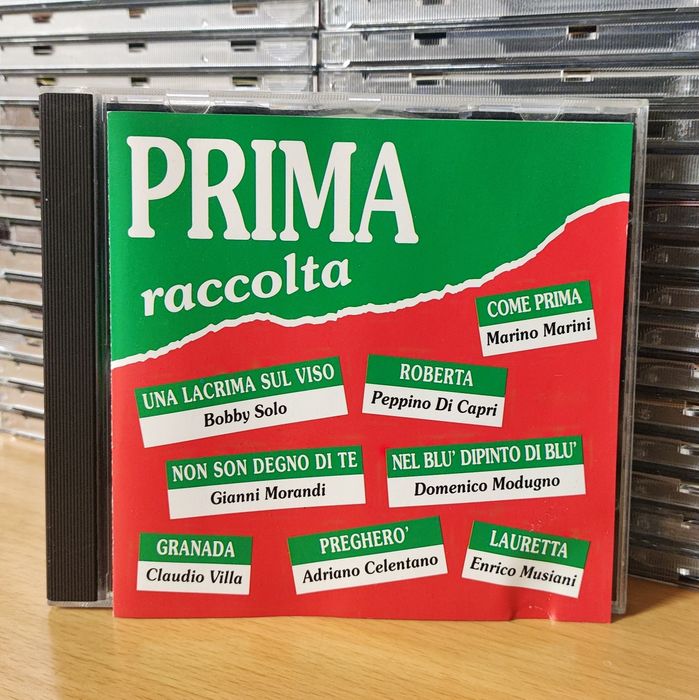 PRIMA
raccolta
COME PRIMA
Marino Marini
UNA LACRIMA SUL VISO
Bobby Solo
ROBERTA
Peppino Di Capri
NON SON DEGNO DI TE
Gianni Morandi
NEL BLU' DIPINTO DI BLU'
Domenico Modugno
GRANADA
Claudio Villa
PREGHERO'
Adriano Celentano
LAURETTA
Enrico Musiani